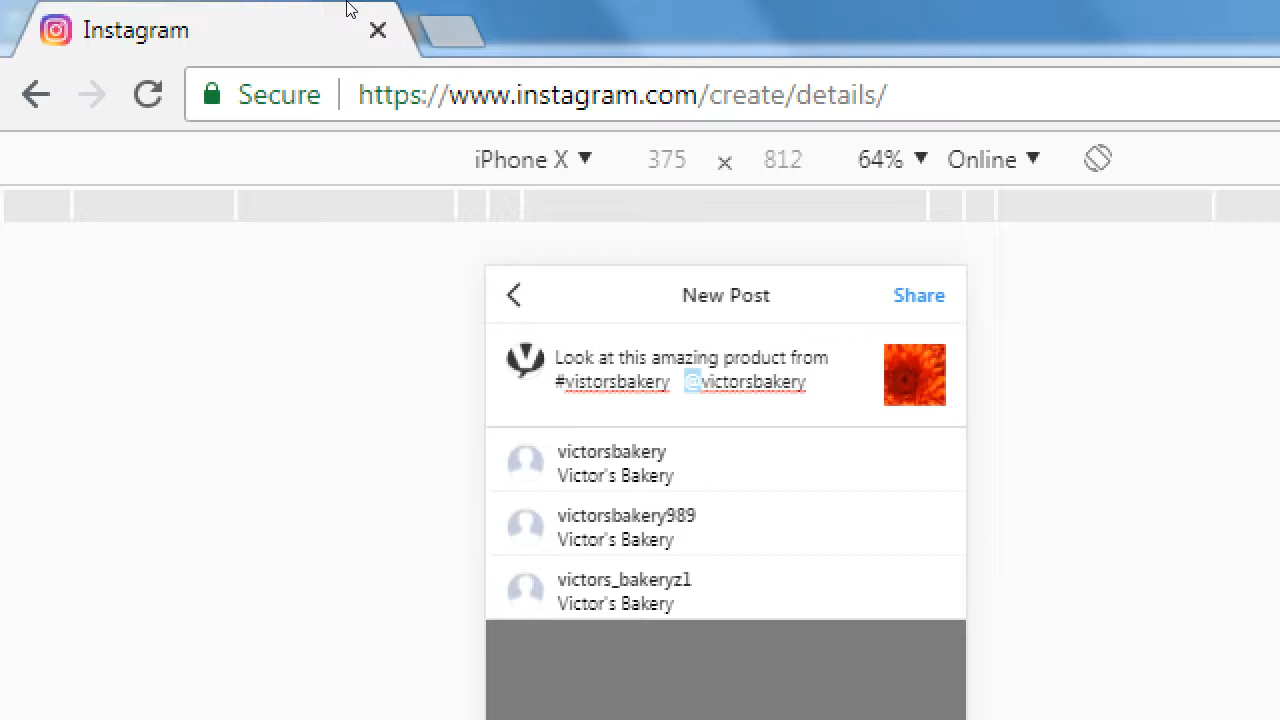 Instagram
Secure https://www.instagram.com/create/details/
iPhone X 375 x 812 64% Online
New Post Share
Look at this amazing product from
#vistorsbakery @victorsbakery
victorsbakery
Victor's Bakery
victorsbakery989
Victor's Bakery
victors_bakeryz1
Victor's Bakery